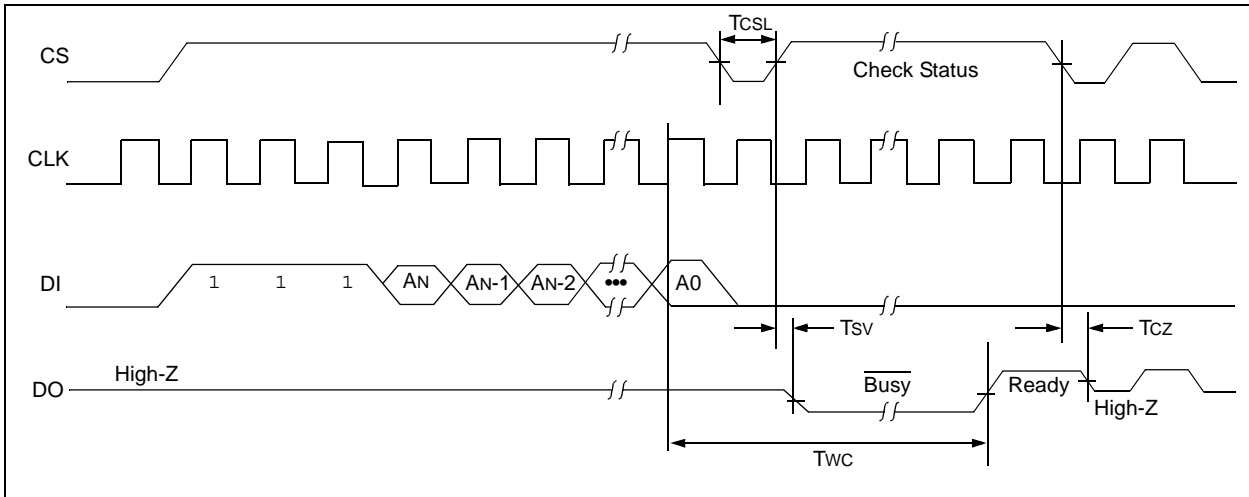 TCSL
CS
Check Status
CLK
DI
1 1 1 AN AN-1 AN-2 ••• A0
TSV
TCZ
DO
High-Z
Busy
Ready
High-Z
TWC